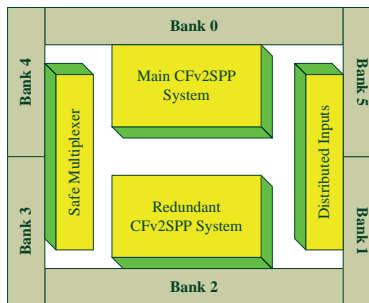 Bank 0
Bank 4
Main CFv2SPP
System
Bank 5
Safe Multiplexer
Distributed Inputs
Redundant
CFv2SPP System
Bank 3
Bank 1
Bank 2